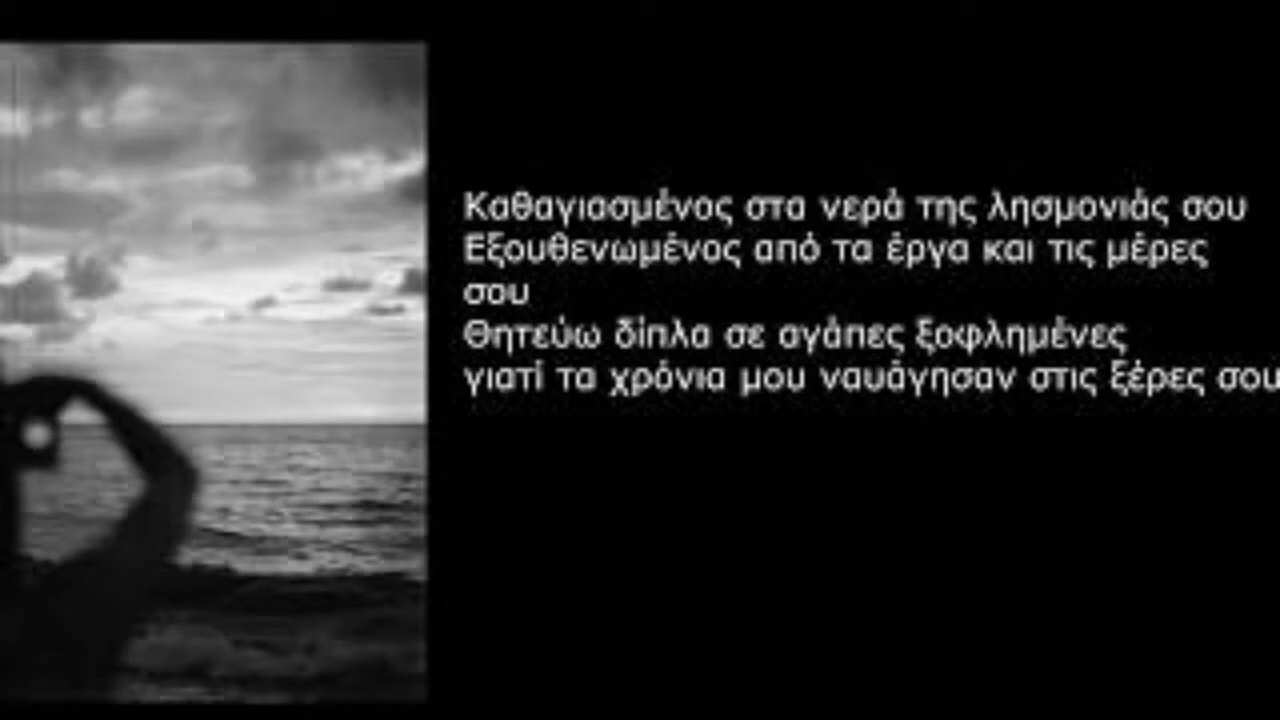 Καθαγιασμένος στα νερά της λησμονιάς σου
Εξουθενωμένος από τα έργα και τις μέρες
σου
Θητεύω δίπλα σε αγάπες ξοφλημένες
γιατί τα χρόνια μου ναυάγησαν στις ξέρες σου